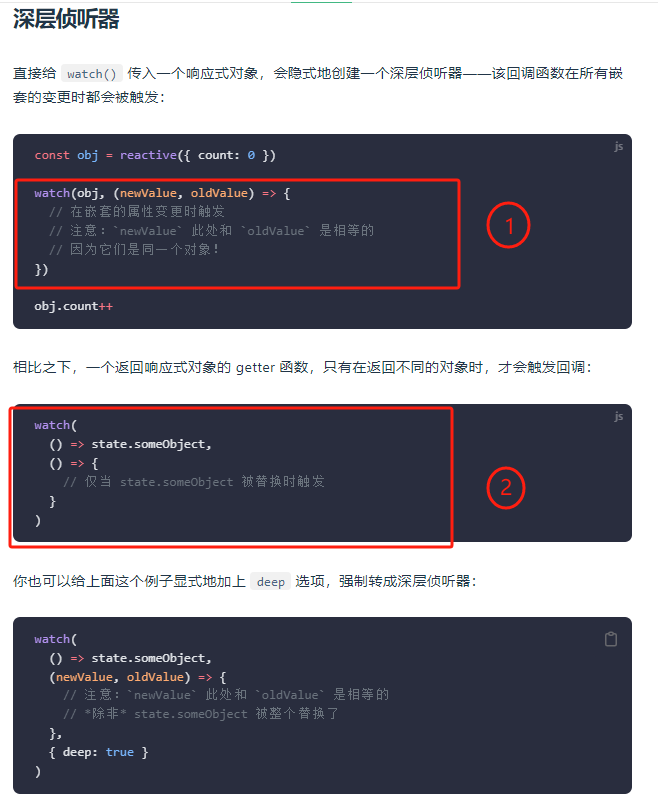 深层侦听器
直接给 watch() 传入一个响应式对象，会隐式地创建一个深层侦听器——该回调函数在所有嵌
套的变更时都会被触发：
js
const obj = reactive({ count: 0 })
watch(obj, (newValue, oldValue) => {
// 在嵌套的属性变更时触发
// 注意：`newValue` 此处和 `oldValue` 是相等的
// 因为它们是同一个对象！
})
1
obj.count++
相比之下，一个返回响应式对象的 getter 函数，只有在返回不同的对象时，才会触发回调：
js
watch(
() => state.someObject,
() => {
// 仅当 state.someObject 被替换时触发
}
)
2
你也可以给上面这个例子显式地加上 deep 选项，强制转成深层侦听器：
watch(
() => state.someObject,
(newValue, oldValue) => {
// 注意：`newValue` 此处和 `oldValue` 是相等的
// *除非* state.someObject 被整个替换了
},
{ deep: true }
)